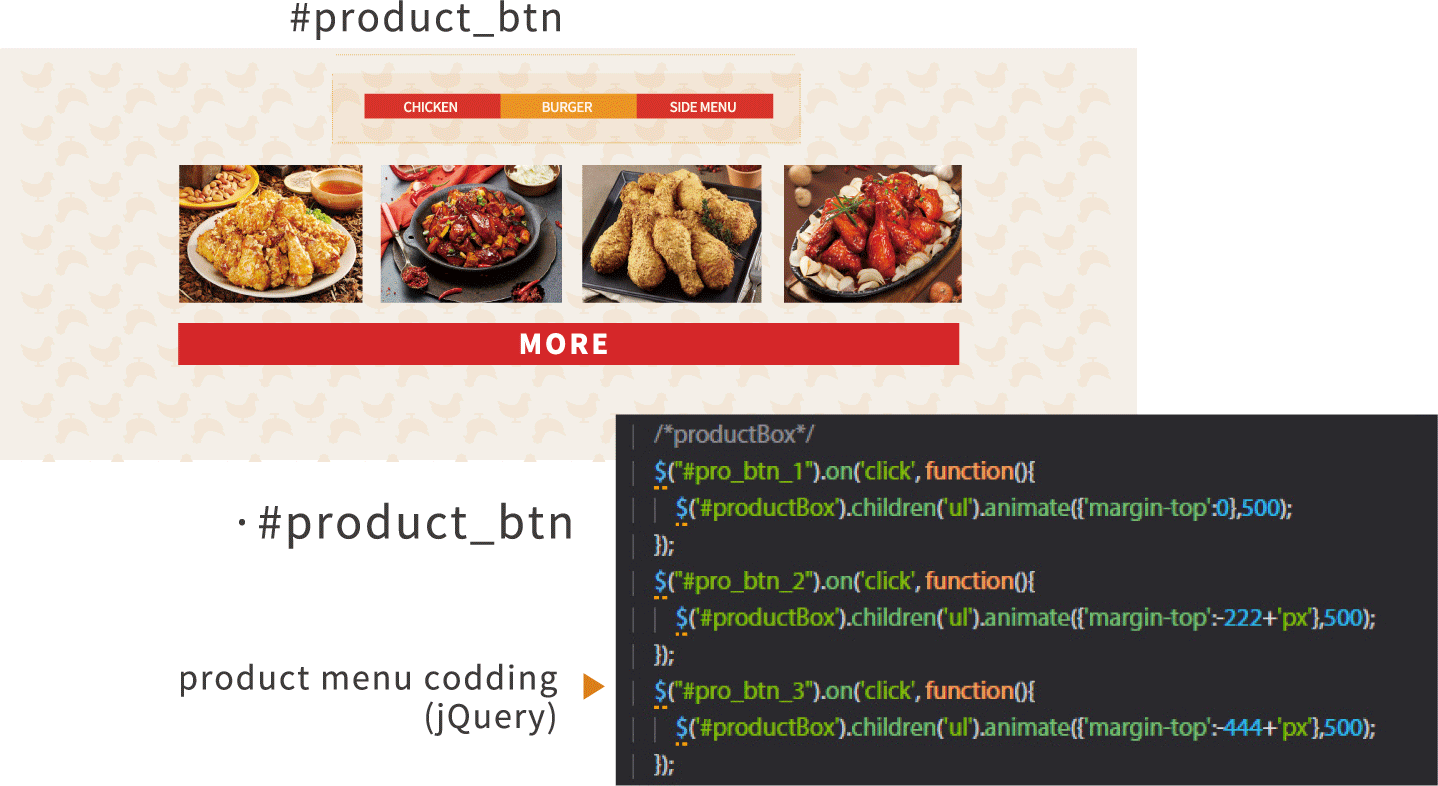 #product_btn
CHICKEN BURGER SIDE MENU
MORE
/*productBox*/
$("#pro_btn_1").on('click', function(){
$('#productBox').children('ul').animate({'margin-top':0},500);
});
$("#pro_btn_2").on('click', function(){
$('#productBox').children('ul').animate({'margin-top':-222+'px'},500);
});
$("#pro_btn_3").on('click', function(){
$('#productBox').children('ul').animate({'margin-top':-444+'px'},500);
});
· #product_btn
product menu codding
(jQuery)